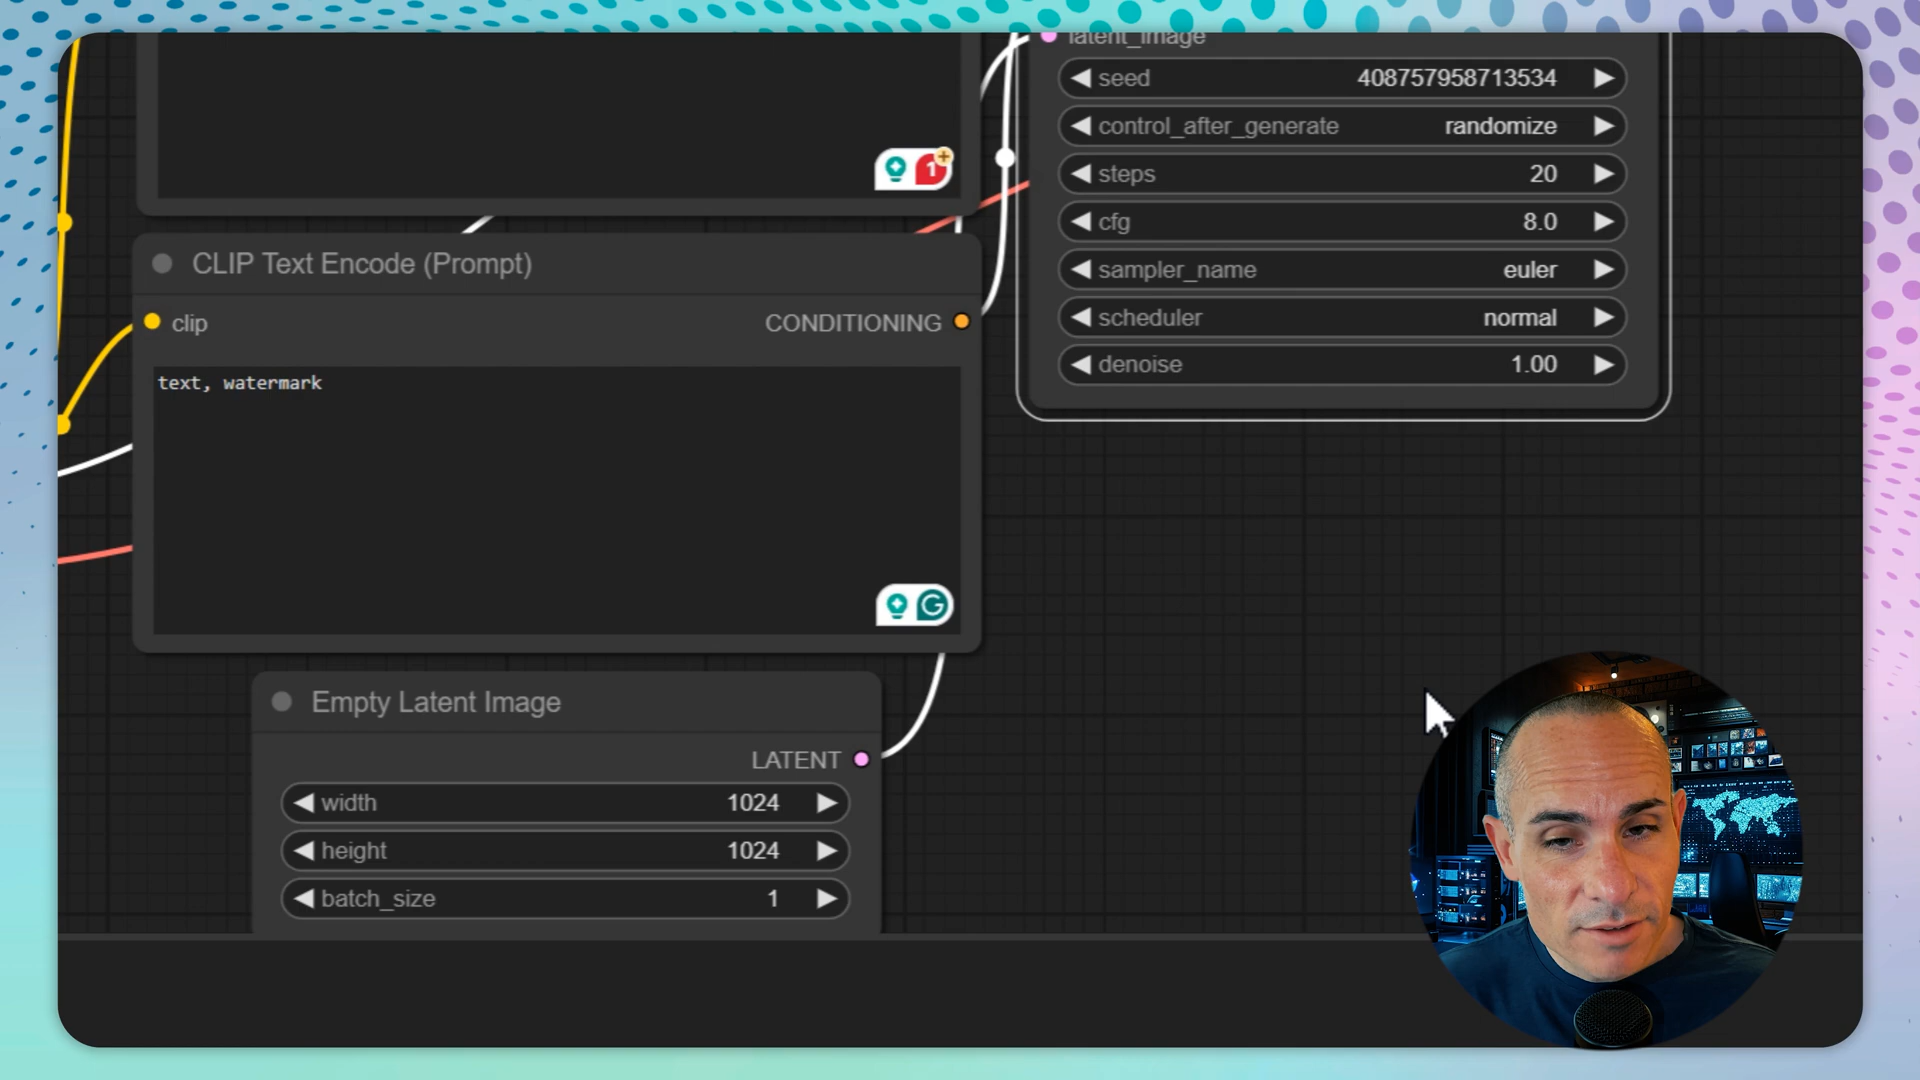 latent_image
seed 408757958713534
control_after_generate randomize
steps 20
cfg 8.0
sampler_name euler
scheduler normal
denoise 1.00
1
CLIP Text Encode (Prompt)
clip CONDITIONING
text, watermark
Empty Latent Image
LATENT
width 1024
height 1024
batch_size 1